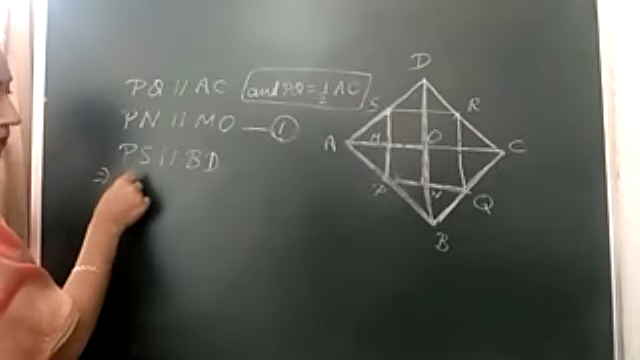 PQ // AC and PQ = 1/2 AC
PN // MO — 1
PS // BD
⇒
D
S R
A M O C
P N Q
B